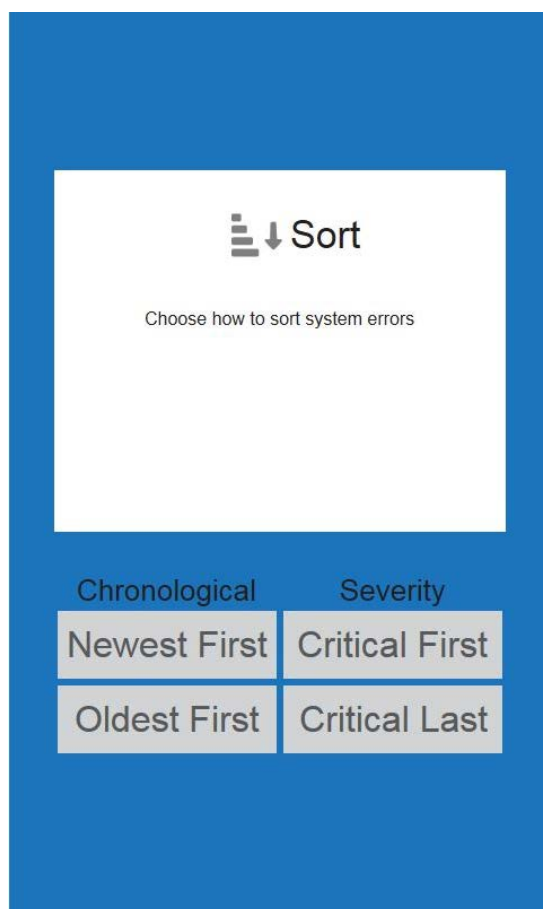 Sort
Choose how to sort system errors
Chronological Severity
Newest First Critical First
Oldest First Critical Last